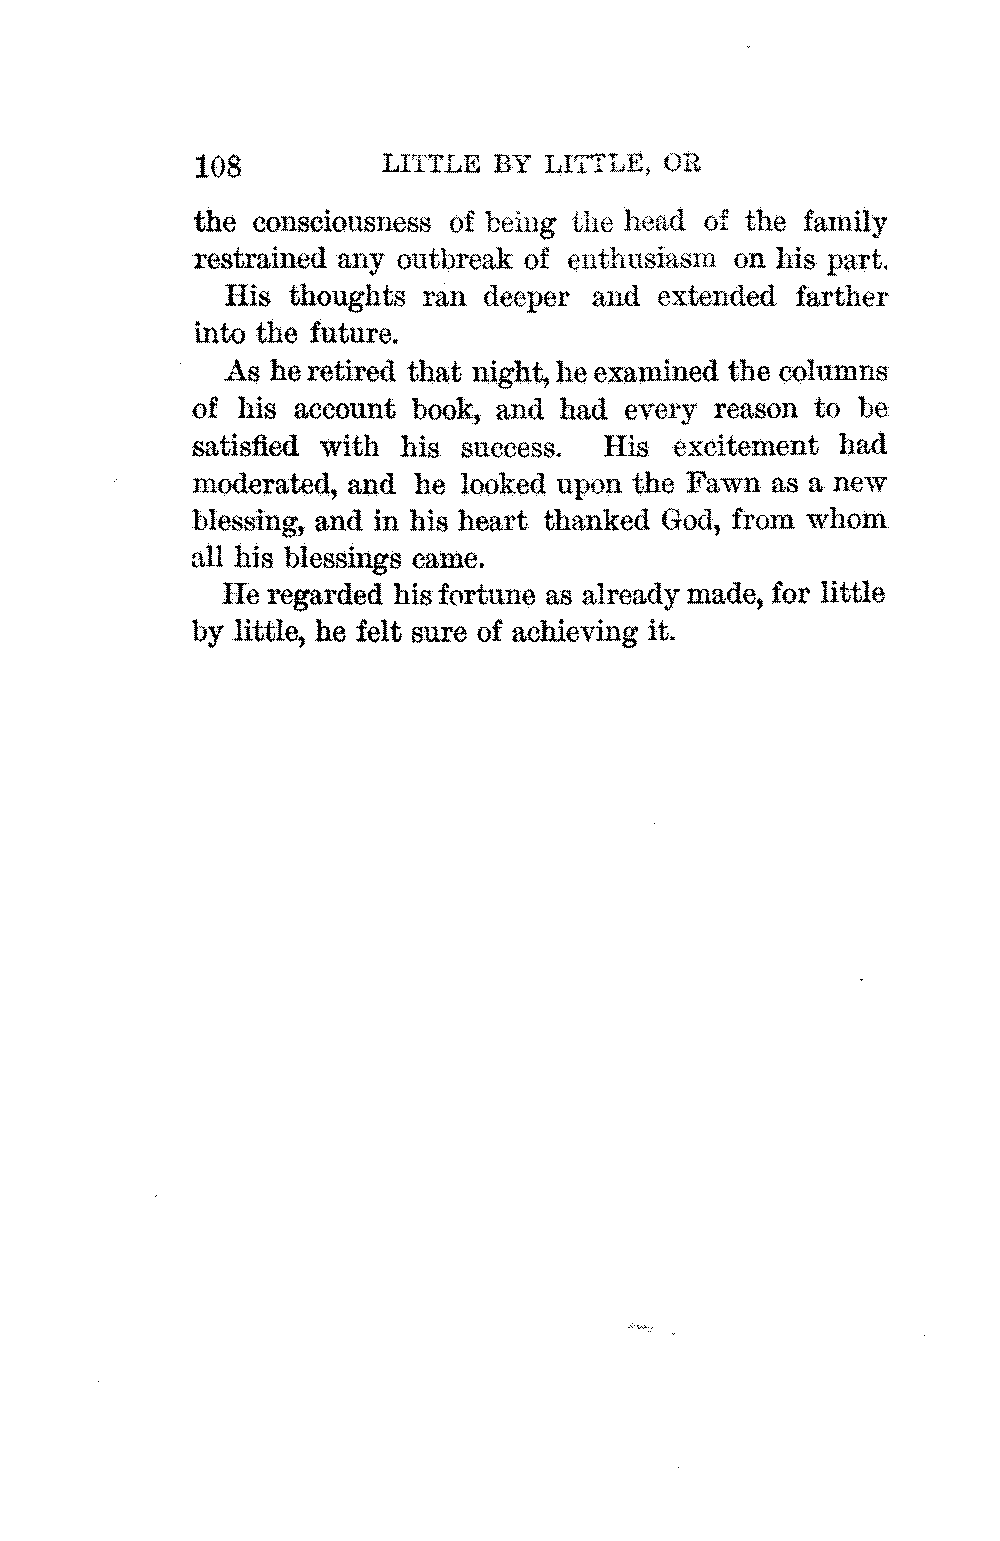 108 LITTLE BY LITTLE, OR
the consciousness of being the head of the family
restrained any outbreak of enthusiasm on his part.
His thoughts ran deeper and extended farther
into the future.
As he retired that night, he examined the columns
of his account book, and had every reason to be
satisfied with his success. His excitement had
moderated, and he looked upon the Fawn as a new
blessing, and in his heart thanked God, from whom
all his blessings came.
He regarded his fortune as already made, for little
by little, he felt sure of achieving it.